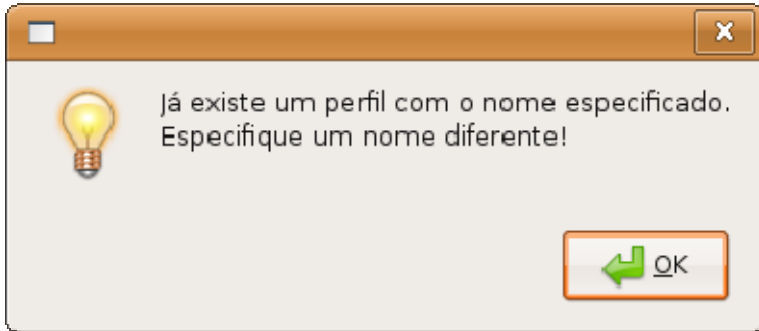 Já existe um perfil com o nome especificado.
Especifique um nome diferente!
OK